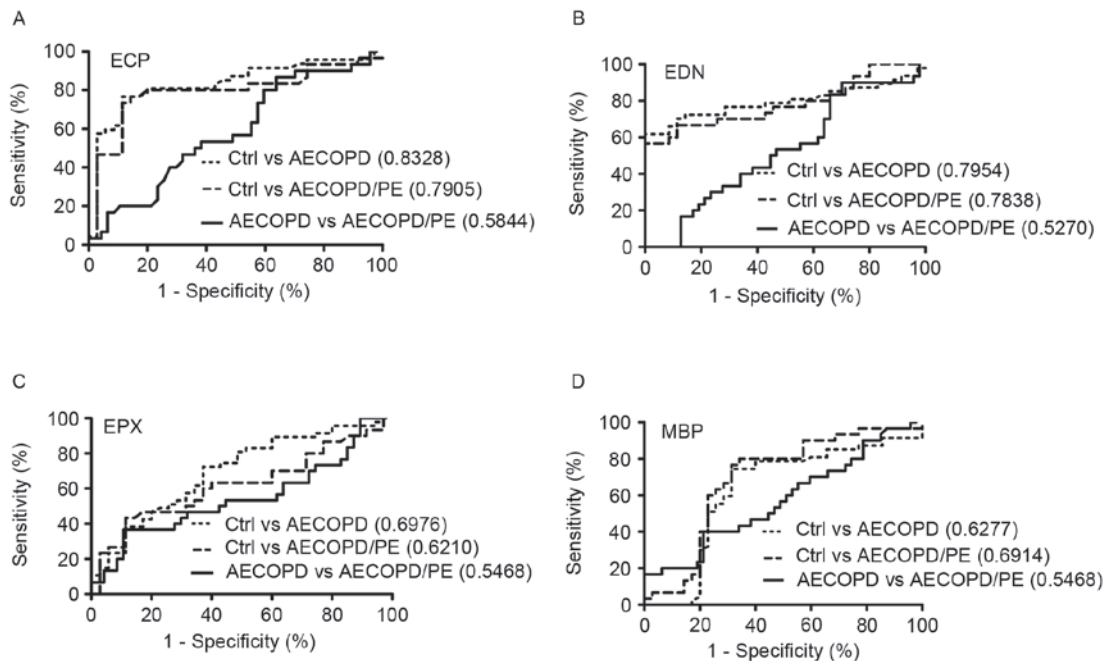 A
ECP
Sensitivity (%)
100
80
60
40
20
0
Ctrl vs AECOPD (0.8328)
Ctrl vs AECOPD/PE (0.7905)
AECOPD vs AECOPD/PE (0.5844)
0 20 40 60 80 100
1 - Specificity (%)
B
EDN
Sensitivity (%)
100
80
60
40
20
0
Ctrl vs AECOPD (0.7954)
Ctrl vs AECOPD/PE (0.7838)
AECOPD vs AECOPD/PE (0.5270)
0 20 40 60 80 100
1 - Specificity (%)
C
EPX
Sensitivity (%)
100
80
60
40
20
0
Ctrl vs AECOPD (0.6976)
Ctrl vs AECOPD/PE (0.6210)
AECOPD vs AECOPD/PE (0.5468)
0 20 40 60 80 100
1 - Specificity (%)
D
MBP
Sensitivity (%)
100
80
60
40
20
0
Ctrl vs AECOPD (0.6277)
Ctrl vs AECOPD/PE (0.6914)
AECOPD vs AECOPD/PE (0.5468)
0 20 40 60 80 100
1 - Specificity (%)